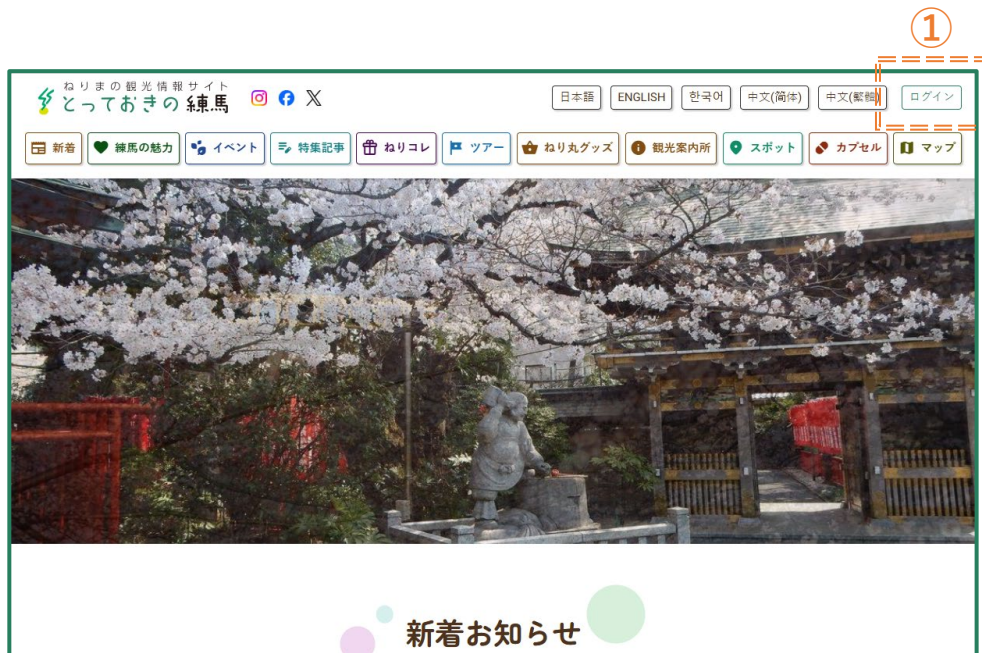 ①
ねりまの観光情報サイト
とっておきの練馬
日本語 ENGLISH 한국어 中文(简体) 中文(繁體) ログイン
新着 練馬の魅力 イベント 特集記事 ねりコレ ツアー ねり丸グッズ 観光案内所 スポット カプセル マップ
新着お知らせ